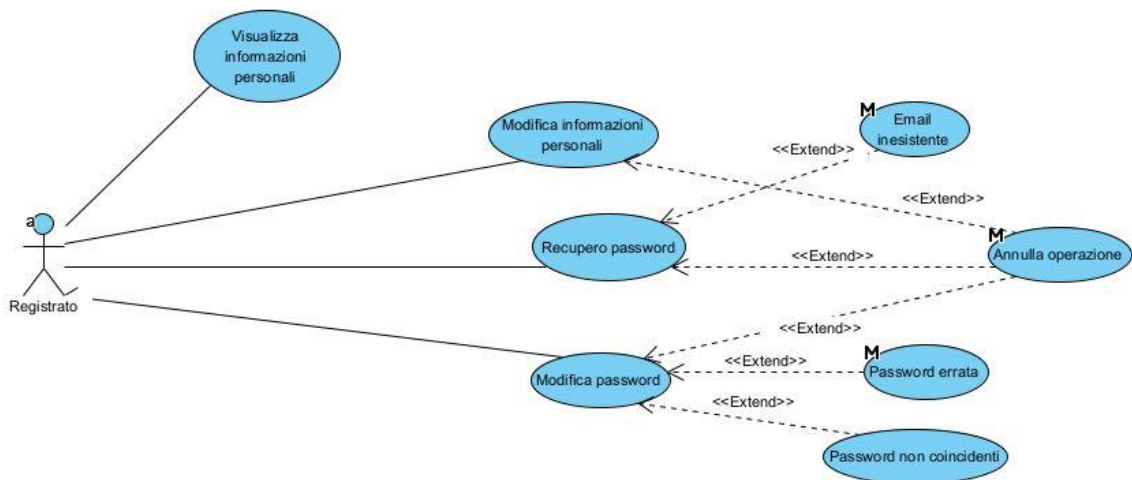 Visualizza
informazioni
personali
Modifica informazioni
personali
M
Email
inesistente
<<Extend>>
<<Extend>>
a
Registrato
Recupero password
<<Extend>>
M
Annulla operazione
<<Extend>>
Modifica password
<<Extend>>
M
Password errata
<<Extend>>
Password non coincidenti